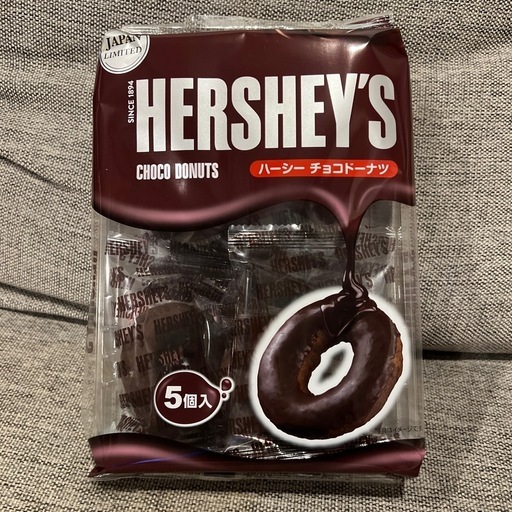 JAPAN
LIMITED
SINCE 1894
HERSHEY'S
CHOCO DONUTS
ハーシー チョコドーナツ
HERSHEY'S
HERSHEY'S
HERSHEY'S
5個入